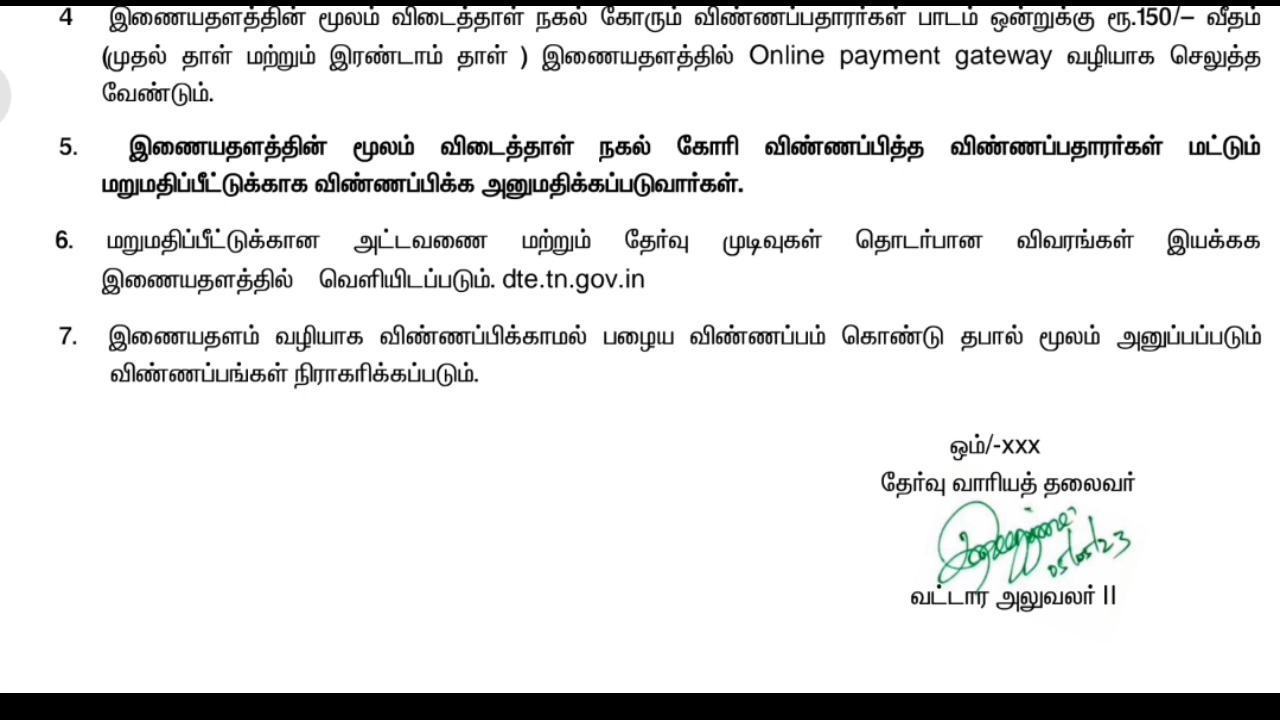 4 இணையதளத்தின் மூலம் விடைத்தாள் நகல் கோரும் விண்ணப்பதாரர்கள் பாடம் ஒன்றுக்கு ரூ.150/– வீதம்
(முதல் தாள் மற்றும் இரண்டாம் தாள் ) இணையதளத்தில் Online payment gateway வழியாக செலுத்த
வேண்டும்.
5. இணையதளத்தின் மூலம் விடைத்தாள் நகல் கோரி விண்ணப்பித்த விண்ணப்பதாரர்கள் மட்டும்
மறுமதிப்பீட்டுக்காக விண்ணப்பிக்க அனுமதிக்கப்படுவார்கள்.
6. மறுமதிப்பீட்டுக்கான அட்டவணை மற்றும் தேர்வு முடிவுகள் தொடர்பான விவரங்கள் இயக்கக
இணையதளத்தில் வெளியிடப்படும். dte.tn.gov.in
7. இணையதளம் வழியாக விண்ணப்பிக்காமல் பழைய விண்ணப்பம் கொண்டு தபால் மூலம் அனுப்பப்படும்
விண்ணப்பங்கள் நிராகரிக்கப்படும்.
ஒம்/-xxx
தேர்வு வாரியத் தலைவர்
05/05/23
வட்டார அலுவலர் II